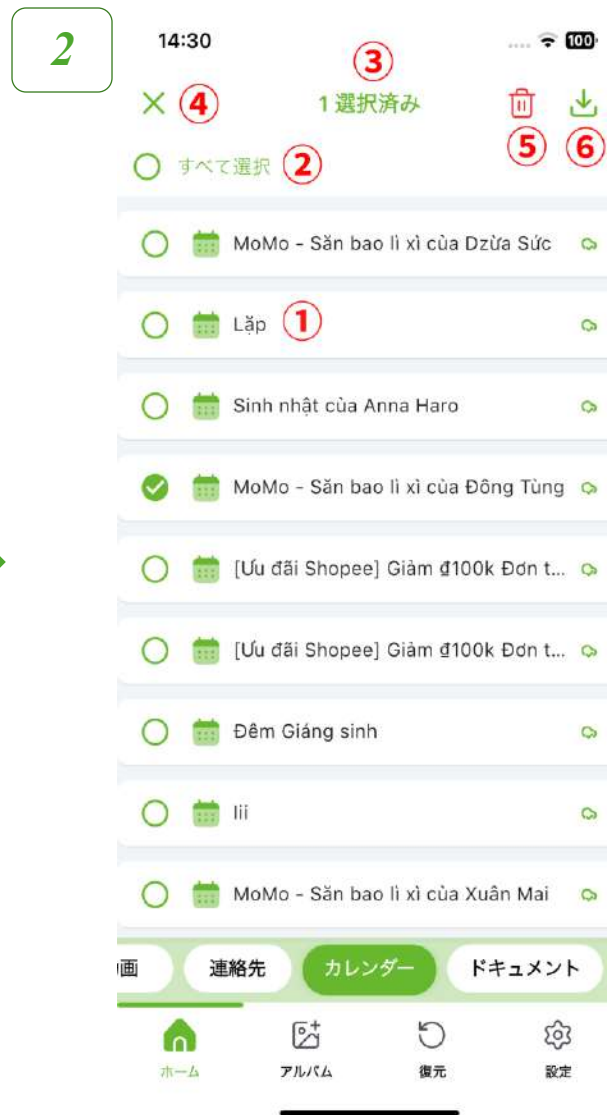 2
14:30
100
③
④ 1 選択済み
すべて選択 ② ⑤ ⑥
MoMo - Săn bao lì xì của Dzừa Sức
Lặp ①
Sinh nhật của Anna Haro
MoMo - Săn bao lì xì của Đông Tùng
[Ưu đãi Shopee] Giảm ₫100k Đơn t...
[Ưu đãi Shopee] Giảm ₫100k Đơn t...
Đêm Giáng sinh
Iii
MoMo - Săn bao lì xì của Xuân Mai
画 連絡先 カレンダー ドキュメント
ホーム アルバム 復元 設定